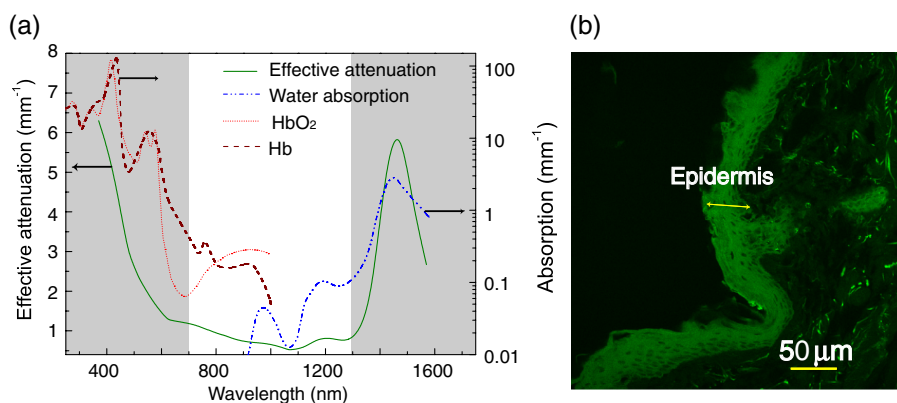 (a)
8
7
6
5
4
3
2
1
Effective attenuation (mm-1)
Effective attenuation
Water absorption
HbO2
Hb
100
10
1
0.1
0.01
Absorption (mm-1)
400
800
1200
1600
Wavelength (nm)
(b)
Epidermis
50 μm